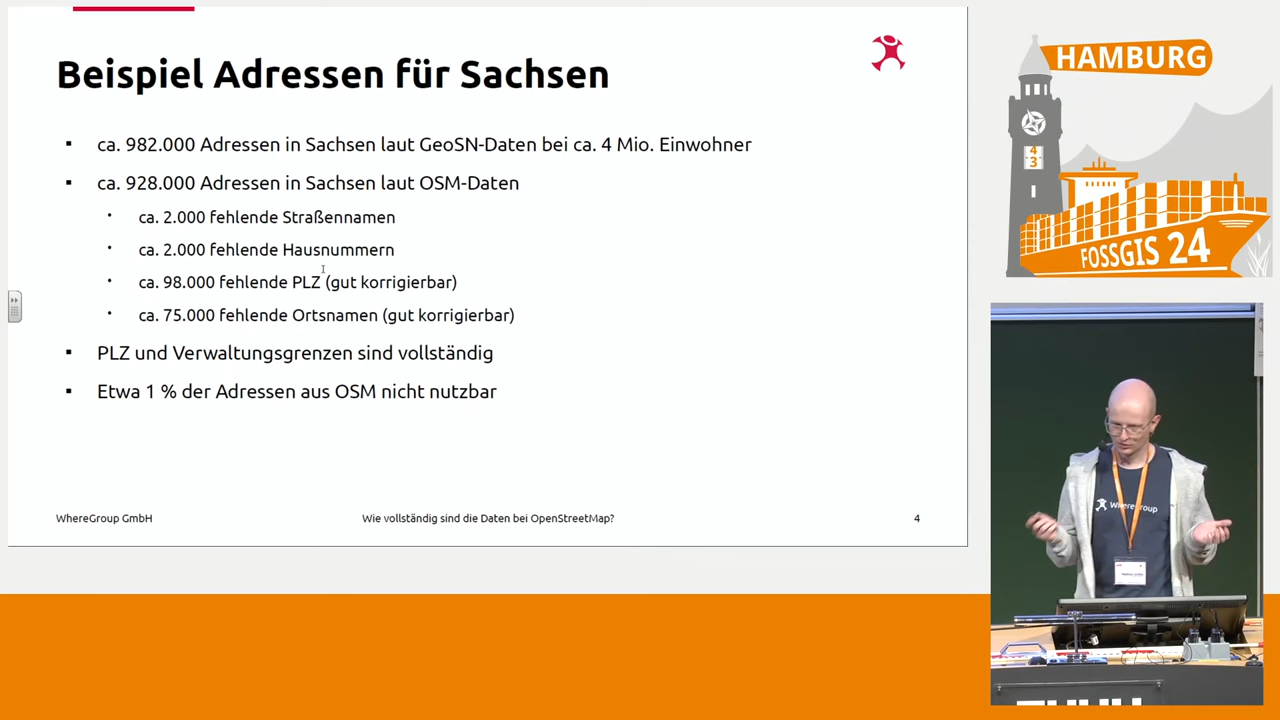 Beispiel Adressen für Sachsen
ca. 982.000 Adressen in Sachsen laut GeoSN-Daten bei ca. 4 Mio. Einwohner
ca. 928.000 Adressen in Sachsen laut OSM-Daten
ca. 2.000 fehlende Straßennamen
ca. 2.000 fehlende Hausnummern
ca. 98.000 fehlende PLZ (gut korrigierbar)
ca. 75.000 fehlende Ortsnamen (gut korrigierbar)
PLZ und Verwaltungsgrenzen sind vollständig
Etwa 1 % der Adressen aus OSM nicht nutzbar
WhereGroup GmbH
Wie vollständig sind die Daten bei OpenStreetMap?
4
HAMBURG
4
3
FOSSGIS 24
WhereGroup